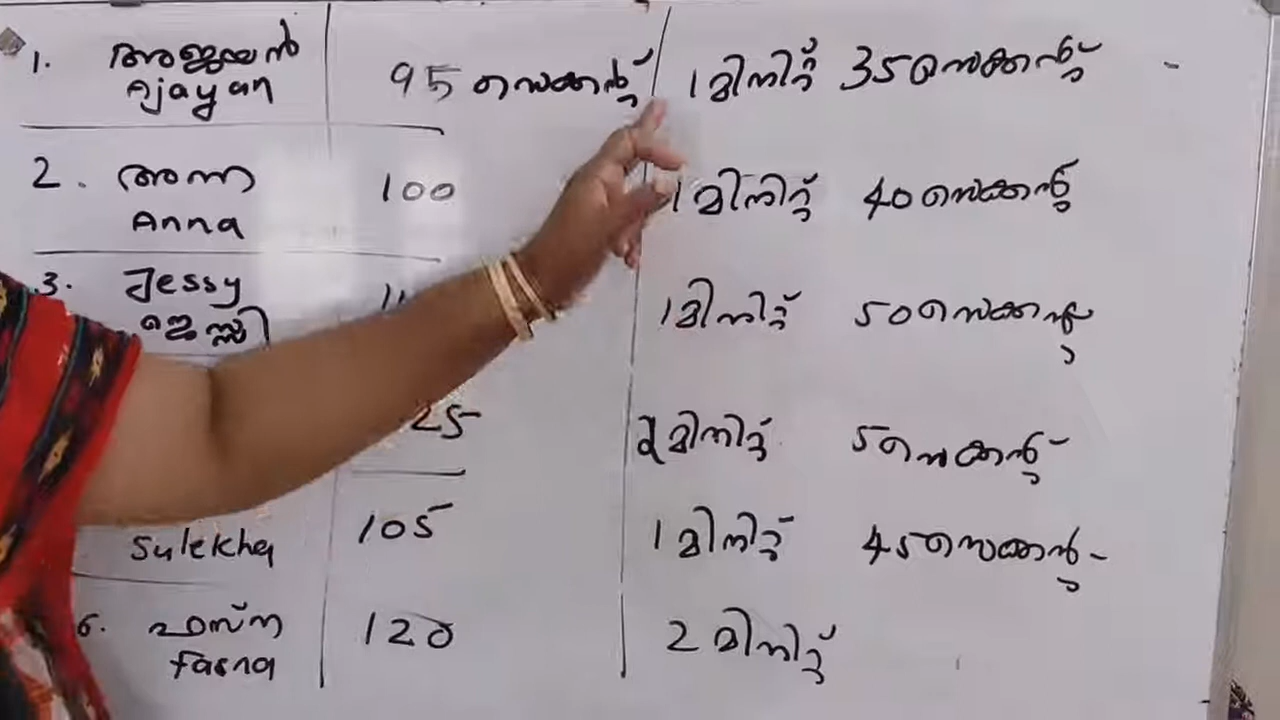 1. അജയൻ 95 സെക്കന്റ് 1 മിനിറ്റ് 35 സെക്കന്റ്
Ajayan
2. അന്ന 100 1 മിനിറ്റ് 40 സെക്കന്റ്
Anna
3. Jessy 1 മിനിറ്റ് 50 സെക്കന്റ്
ജെസ്സി
25 2 മിനിറ്റ് 5 സെക്കന്റ്
Sulekha 105 1 മിനിറ്റ് 45 സെക്കന്റ്
6. ഫസ്ന 120 2 മിനിറ്റ്
fasna